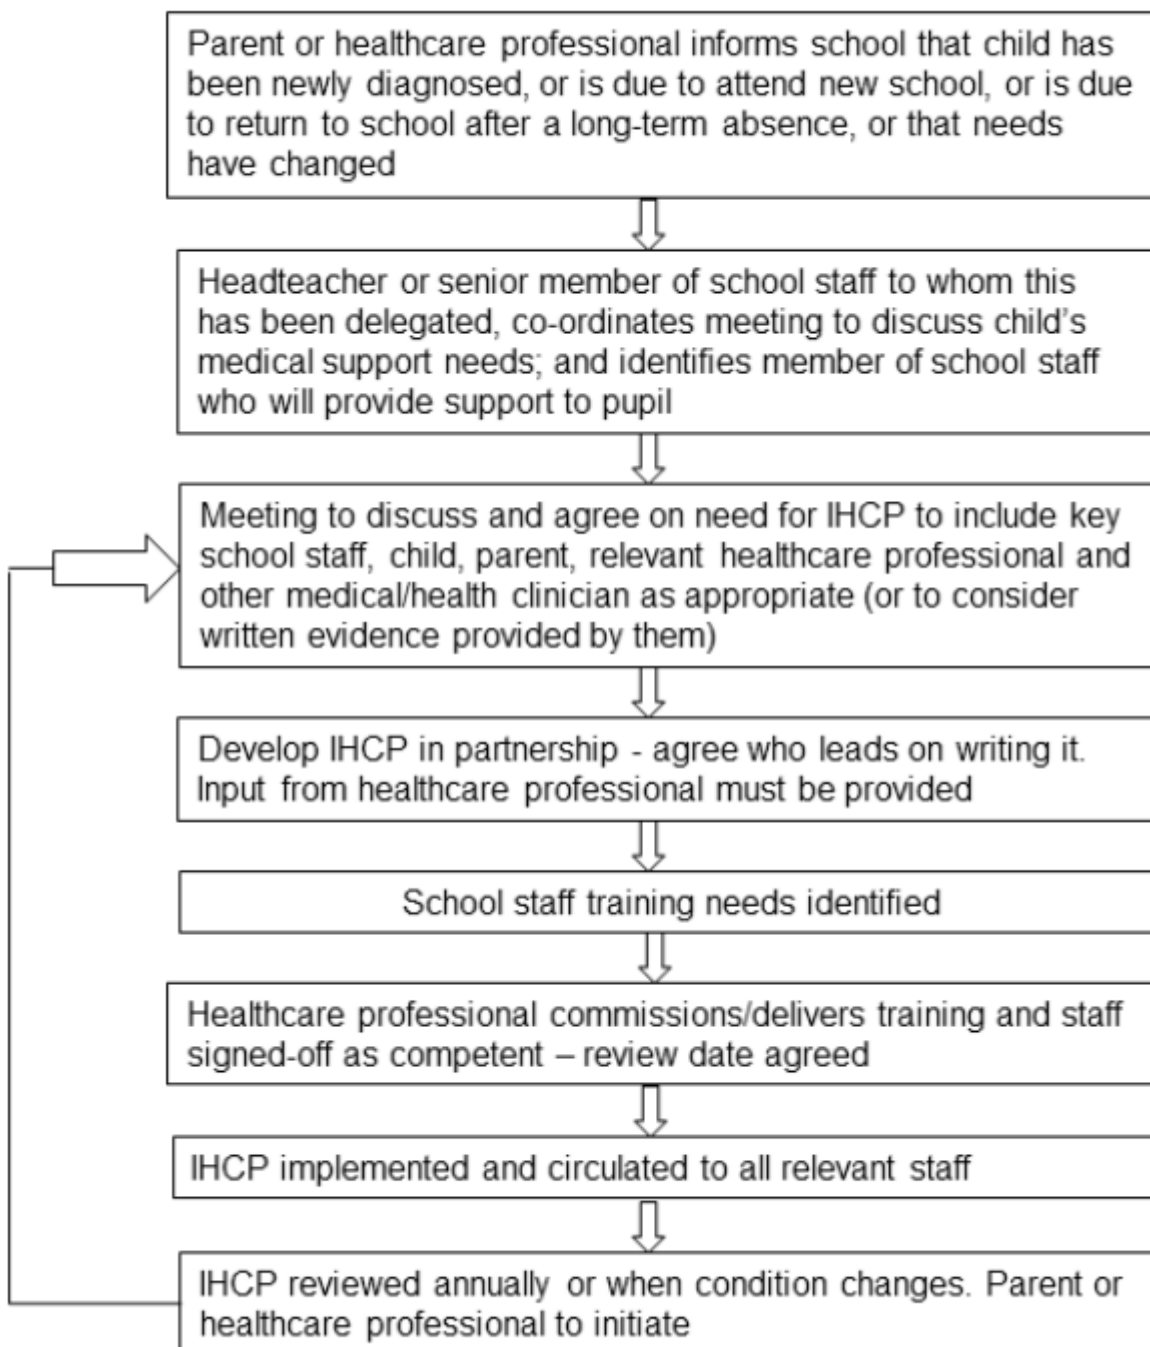 Parent or healthcare professional informs school that child has
been newly diagnosed, or is due to attend new school, or is due
to return to school after a long-term absence, or that needs
have changed
Headteacher or senior member of school staff to whom this
has been delegated, co-ordinates meeting to discuss child's
medical support needs; and identifies member of school staff
who will provide support to pupil
Meeting to discuss and agree on need for IHCP to include key
school staff, child, parent, relevant healthcare professional and
other medical/health clinician as appropriate (or to consider
written evidence provided by them)
Develop IHCP in partnership - agree who leads on writing it.
Input from healthcare professional must be provided
School staff training needs identified
Healthcare professional commissions/delivers training and staff
signed-off as competent – review date agreed
IHCP implemented and circulated to all relevant staff
IHCP reviewed annually or when condition changes. Parent or
healthcare professional to initiate